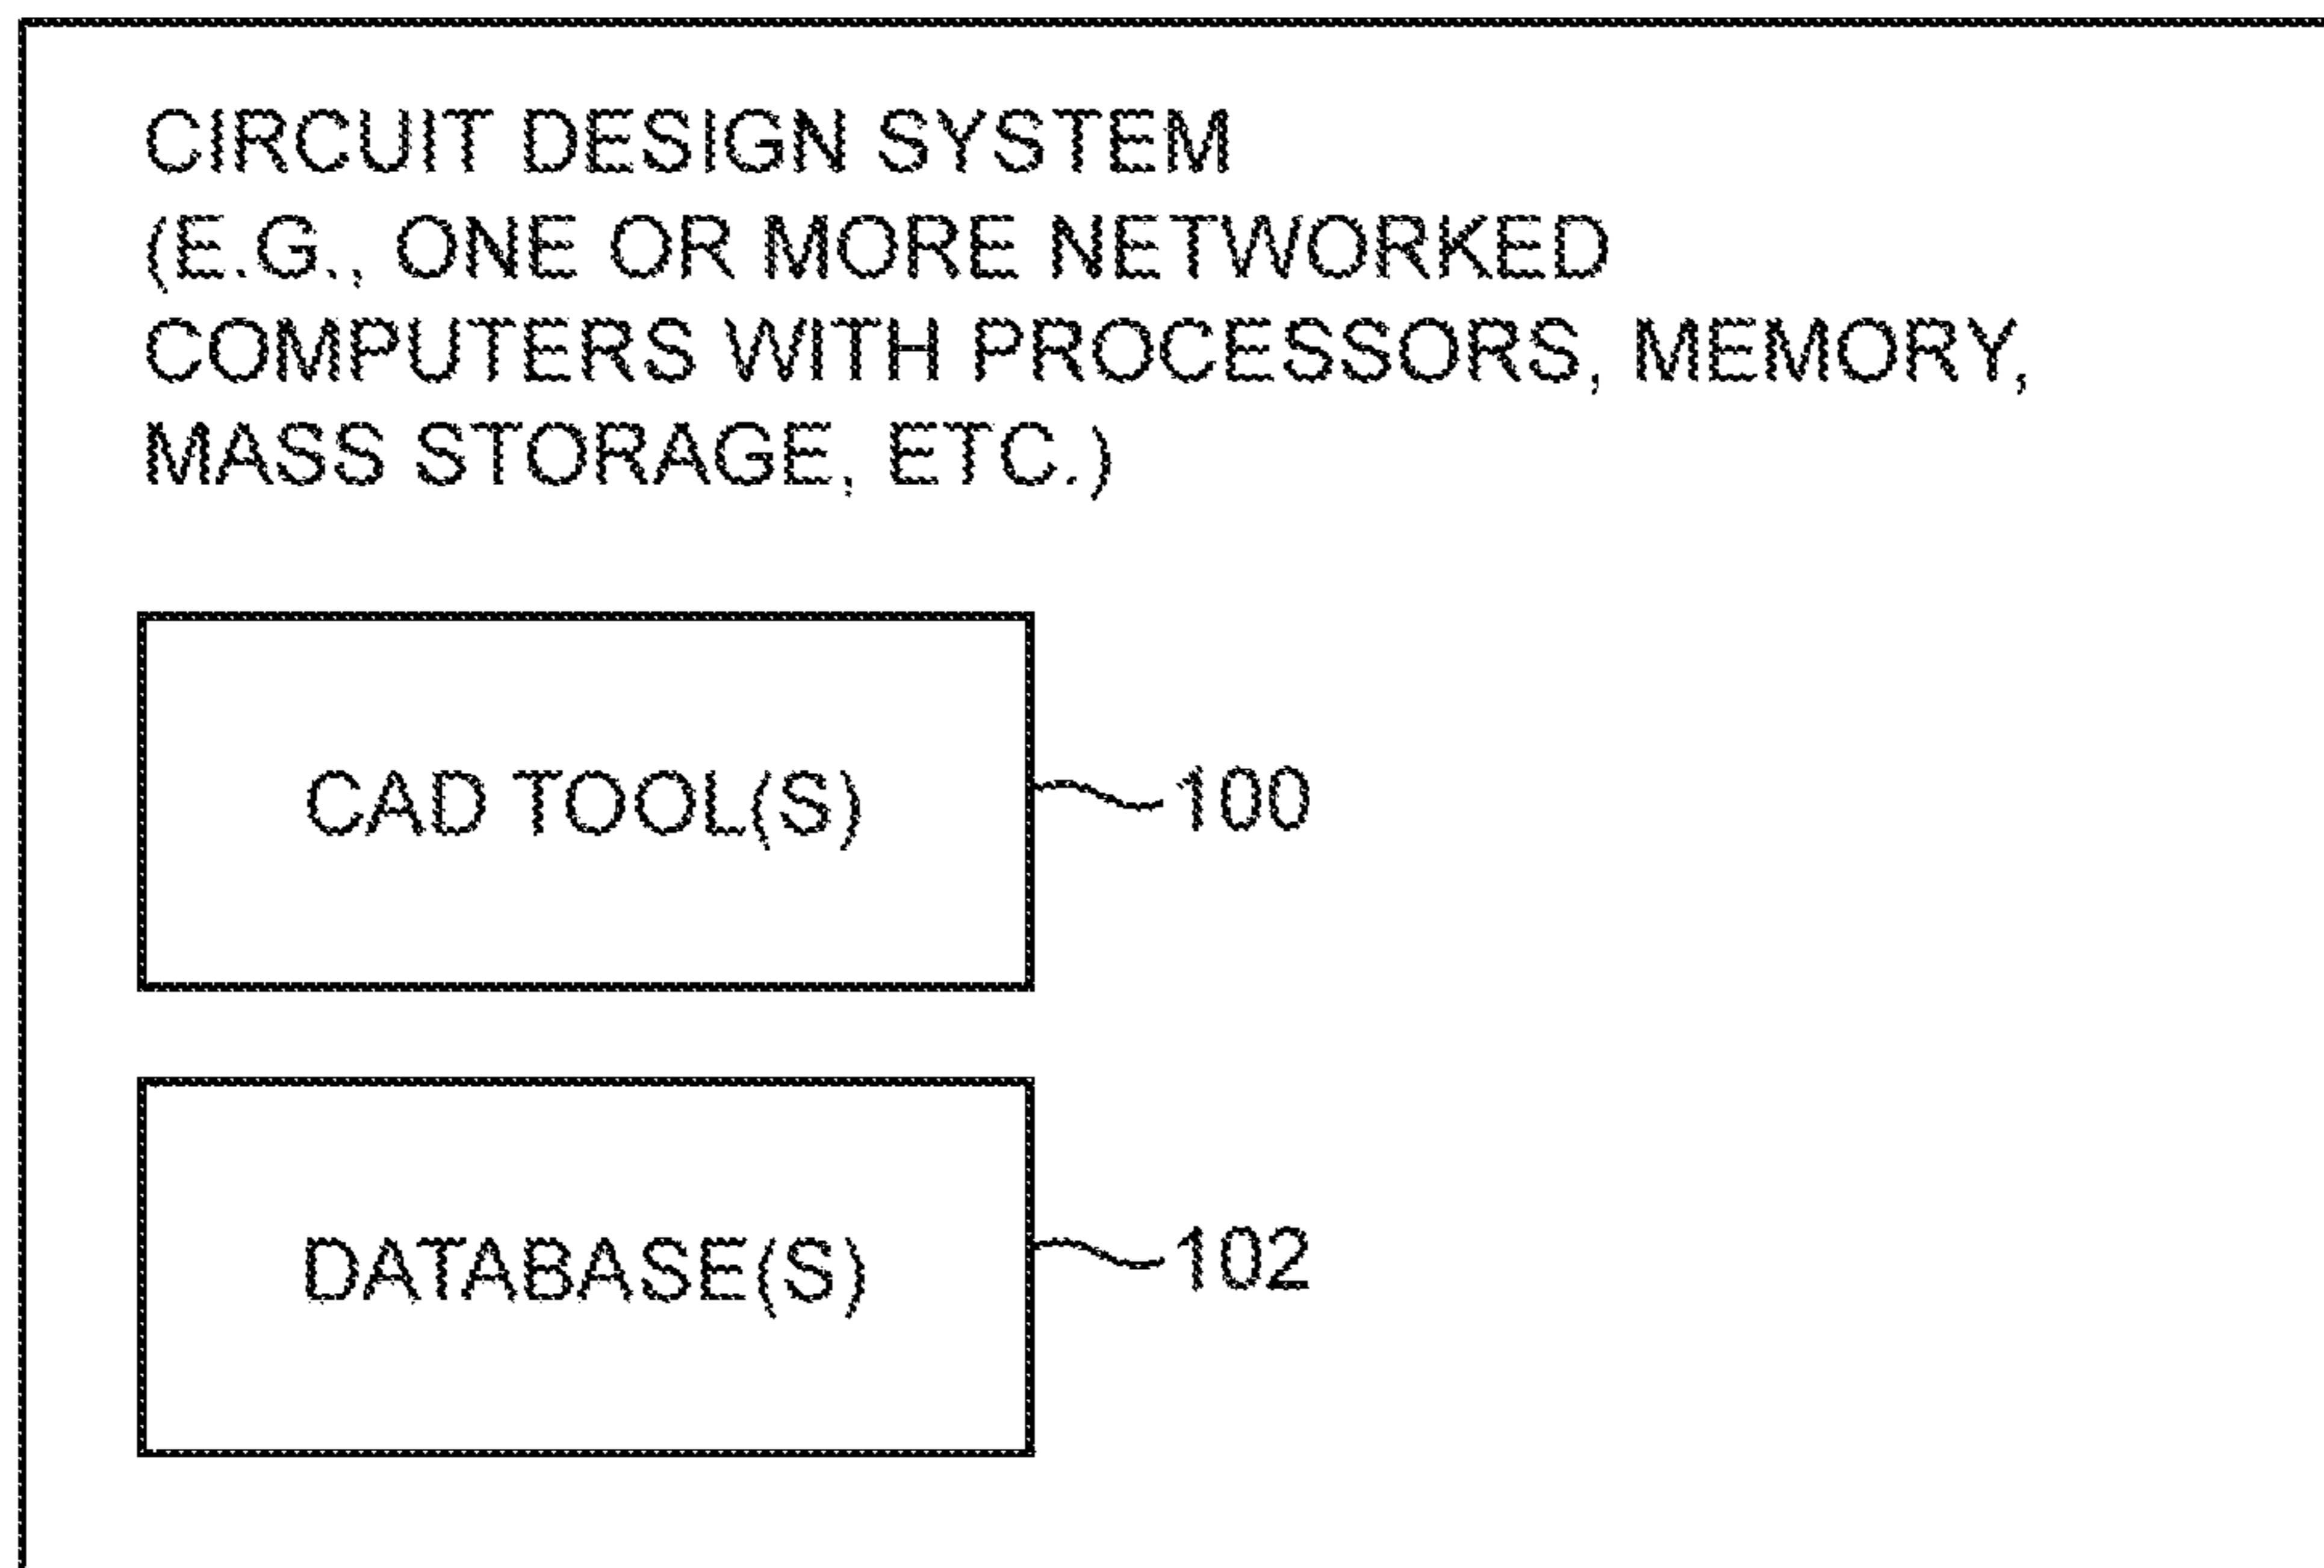 CIRCUIT DESIGN SYSTEM
(E.G., ONE OR MORE NETWORKED
COMPUTERS WITH PROCESSORS, MEMORY,
MASS STORAGE, ETC.)
CAD TOOL(S)
100
DATABASE(S)
102